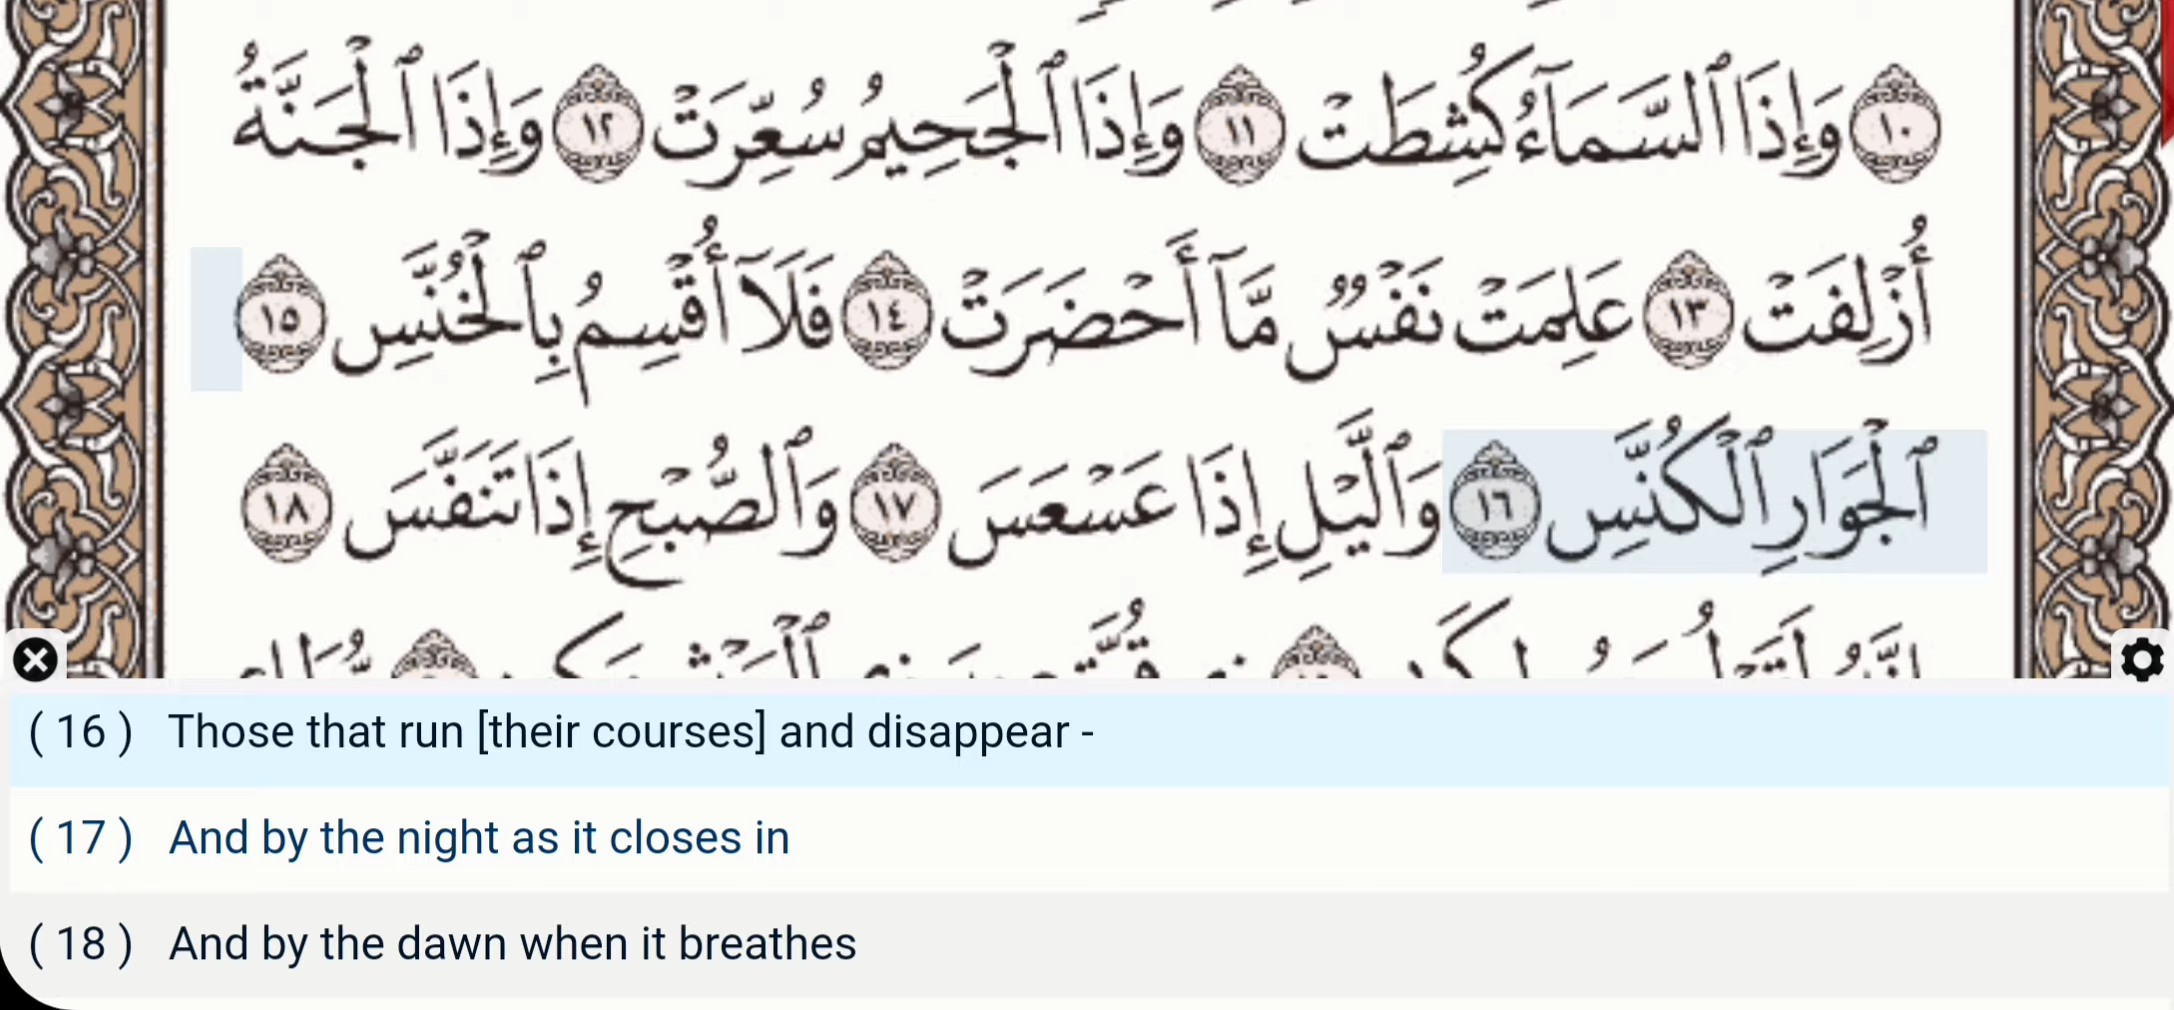 ١٠ وَإِذَا ٱلسَّمَآءُ كُشِطَتْ ١١ وَإِذَا ٱلْجَحِيمُ سُعِّرَتْ ١٢ وَإِذَا ٱلْجَنَّةُ
أُزْلِفَتْ ١٣ عَلِمَتْ نَفْسٌ مَّآ أَحْضَرَتْ ١٤ فَلَآ أُقْسِمُ بِٱلْخُنَّسِ ١٥
ٱلْجَوَارِ ٱلْكُنَّسِ ١٦ وَٱلَّيْلِ إِذَا عَسْعَسَ ١٧ وَٱلصُّبْحِ إِذَا تَنَفَّسَ ١٨
( 16 ) Those that run [their courses] and disappear -
( 17 ) And by the night as it closes in
( 18 ) And by the dawn when it breathes